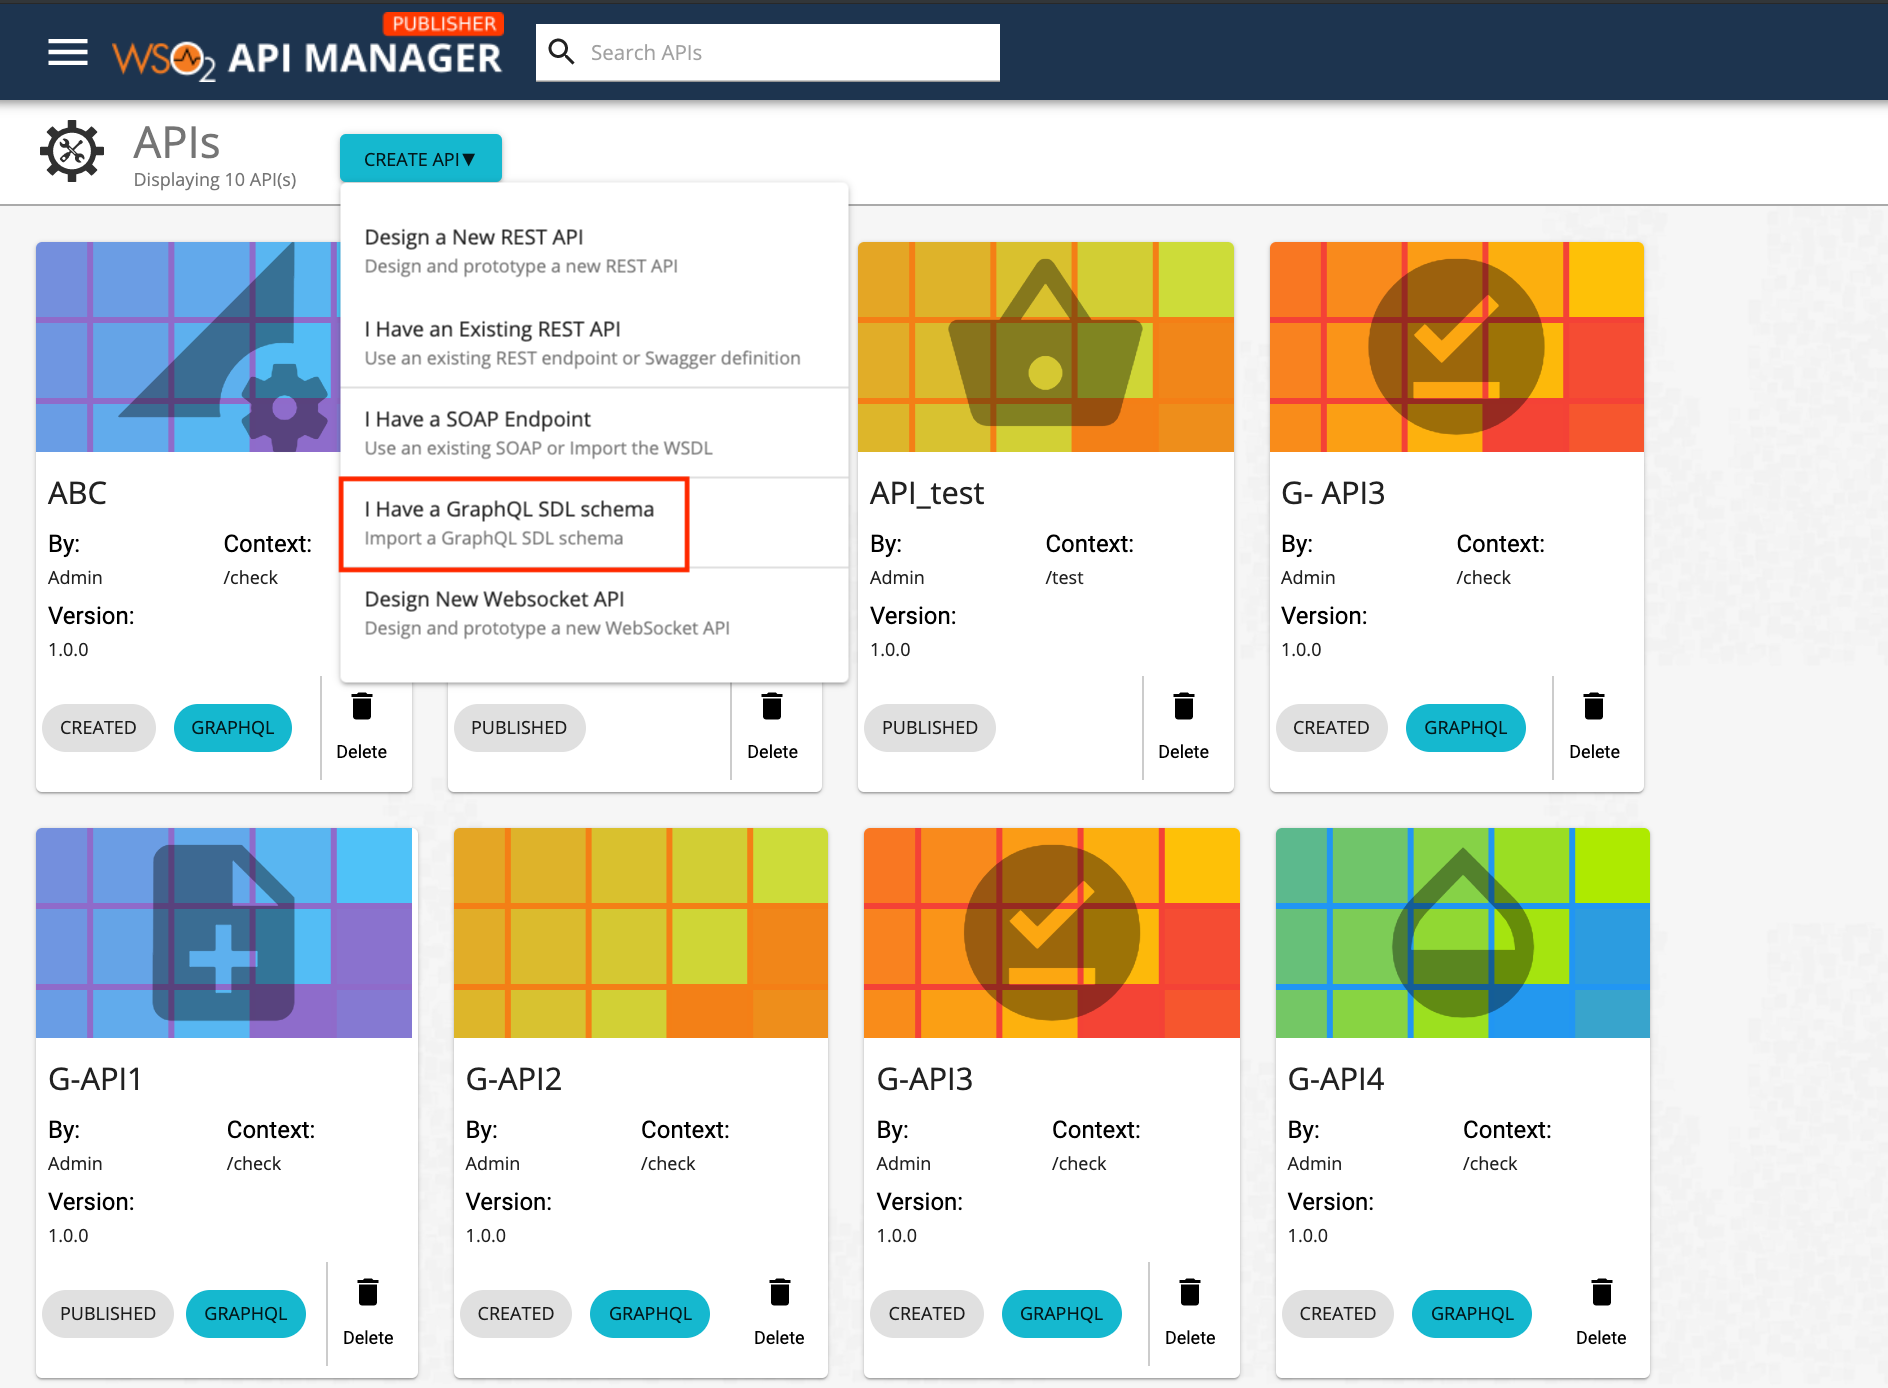 PUBLISHER
WSO2 API MANAGER
Search APIs
APIs
Displaying 10 API(s)
CREATE API▼
Design a New REST API
Design and prototype a new REST API
I Have an Existing REST API
Use an existing REST endpoint or Swagger definition
I Have a SOAP Endpoint
Use an existing SOAP or Import the WSDL
I Have a GraphQL SDL schema
Import a GraphQL SDL schema
Design New Websocket API
Design and prototype a new WebSocket API
ABC
By: Context:
Admin /check
Version:
1.0.0
CREATED GRAPHQL Delete
PUBLISHED Delete
API_test
By: Context:
Admin /test
Version:
1.0.0
PUBLISHED Delete
G- API3
By: Context:
Admin /check
Version:
1.0.0
CREATED GRAPHQL Delete
G-API1
By: Context:
Admin /check
Version:
1.0.0
PUBLISHED GRAPHQL Delete
G-API2
By: Context:
Admin /check
Version:
1.0.0
CREATED GRAPHQL Delete
G-API3
By: Context:
Admin /check
Version:
1.0.0
CREATED GRAPHQL Delete
G-API4
By: Context:
Admin /check
Version:
1.0.0
CREATED GRAPHQL Delete